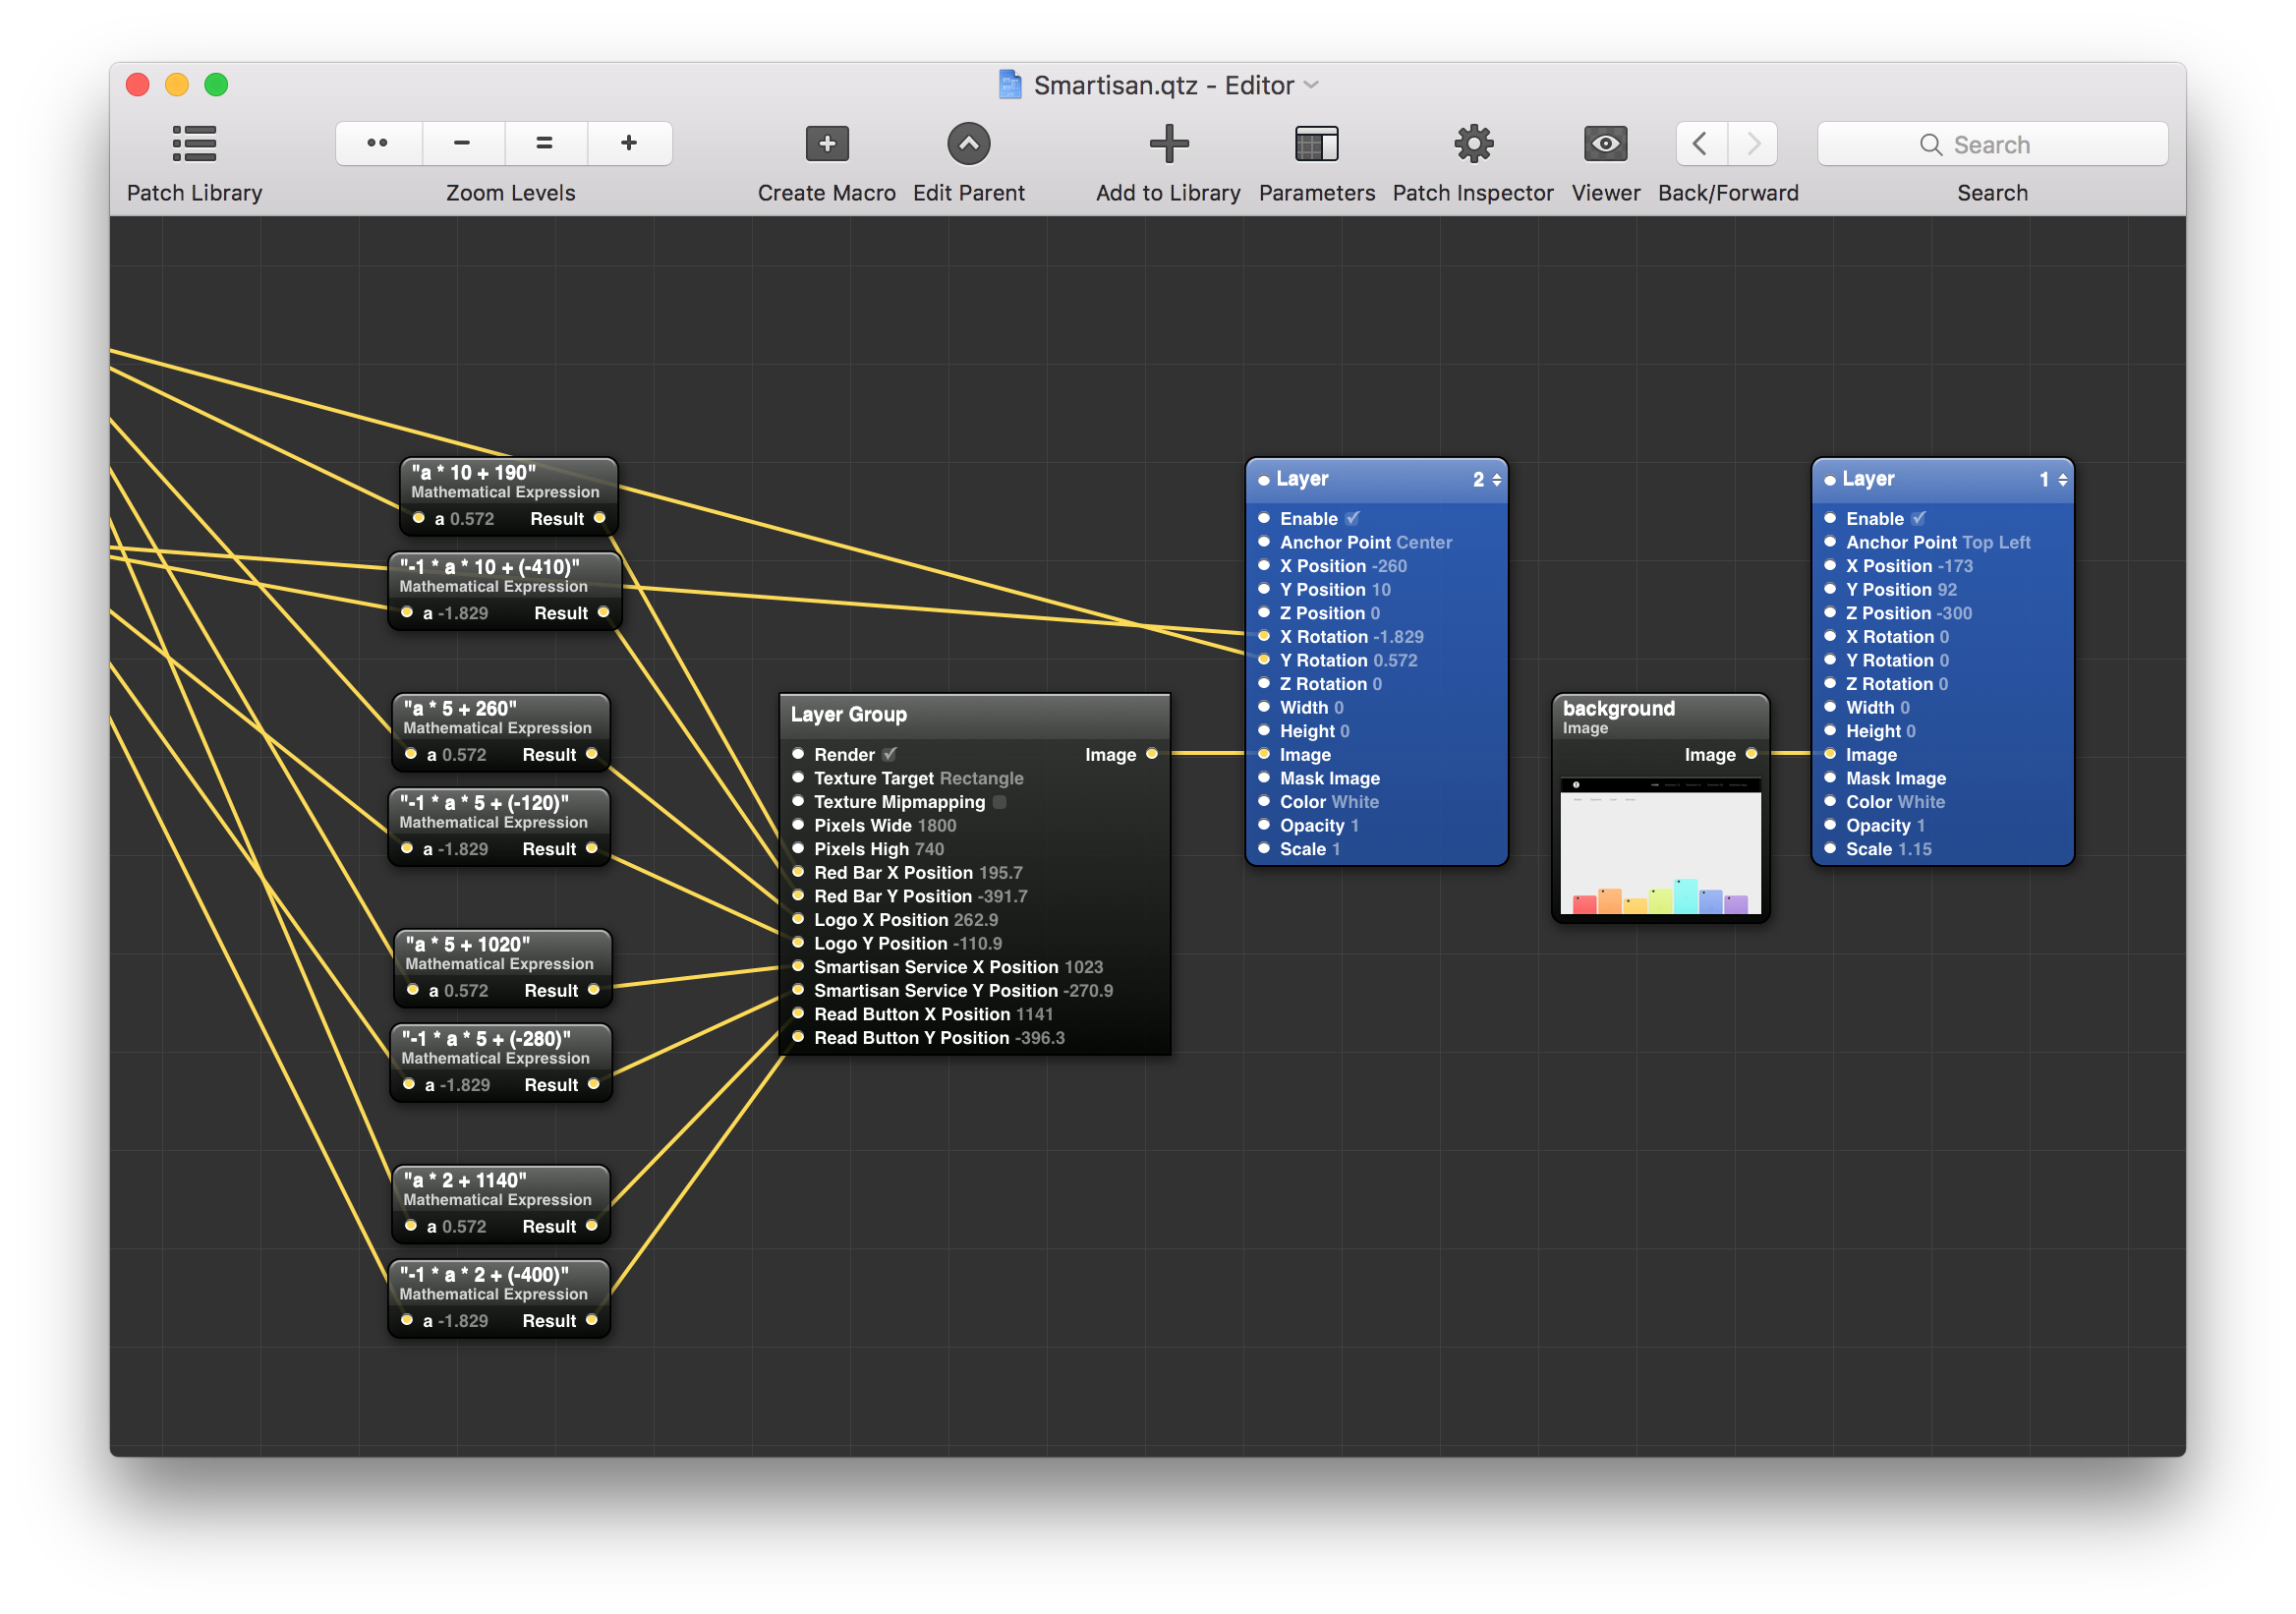 Smartisan.qtz - Editor
Patch Library
Zoom Levels
Create Macro
Edit Parent
Add to Library
Parameters
Patch Inspector
Viewer
Back/Forward
Search
Search
"a * 10 + 190"
Mathematical Expression
a 0.572 Result
"-1 * a * 10 + (-410)"
Mathematical Expression
a -1.829 Result
"a * 5 + 260"
Mathematical Expression
a 0.572 Result
"-1 * a * 5 + (-120)"
Mathematical Expression
a -1.829 Result
"a * 5 + 1020"
Mathematical Expression
a 0.572 Result
"-1 * a * 5 + (-280)"
Mathematical Expression
a -1.829 Result
"a * 2 + 1140"
Mathematical Expression
a 0.572 Result
"-1 * a * 2 + (-400)"
Mathematical Expression
a -1.829 Result
Layer Group
Render Image
Texture Target Rectangle
Texture Mipmapping
Pixels Wide 1800
Pixels High 740
Red Bar X Position 195.7
Red Bar Y Position -391.7
Logo X Position 262.9
Logo Y Position -110.9
Smartisan Service X Position 1023
Smartisan Service Y Position -270.9
Read Button X Position 1141
Read Button Y Position -396.3
Layer 2
Enable
Anchor Point Center
X Position -260
Y Position 10
Z Position 0
X Rotation -1.829
Y Rotation 0.572
Z Rotation 0
Width 0
Height 0
Image
Mask Image
Color White
Opacity 1
Scale 1
background
Image
Image
Layer 1
Enable
Anchor Point Top Left
X Position -173
Y Position 92
Z Position -300
X Rotation 0
Y Rotation 0
Z Rotation 0
Width 0
Height 0
Image
Mask Image
Color White
Opacity 1
Scale 1.15